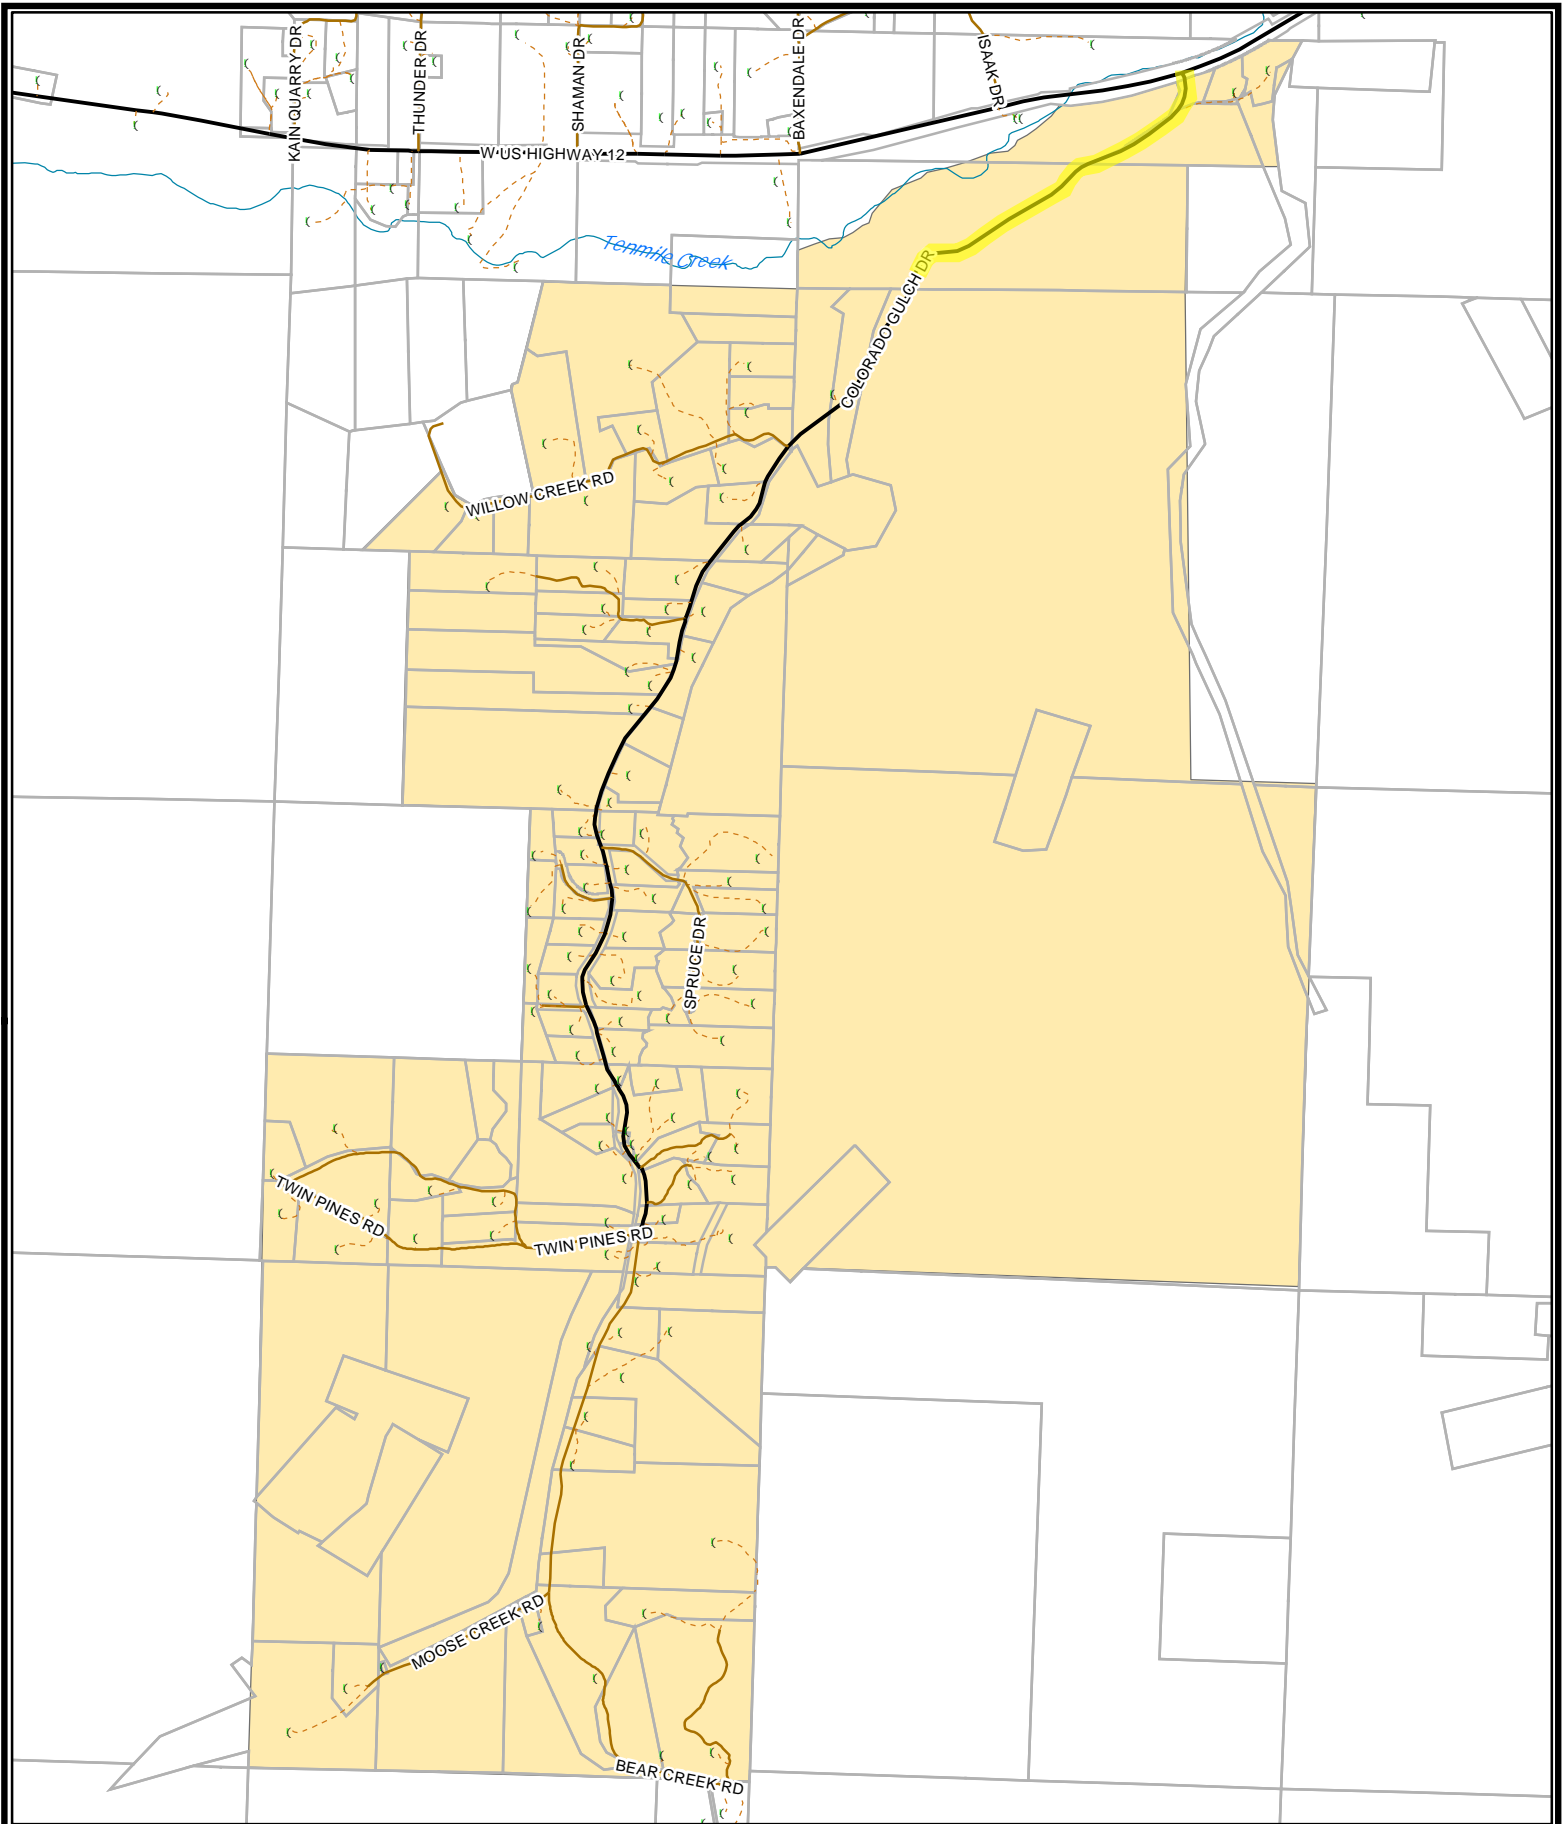 KAIN QUARRY DR
THUNDER DR
SHAMAN DR
BAXENDALE DR
ISAAK DR
W US HIGHWAY 12
Tenmile Creek
COLORADO GULCH DR
WILLOW CREEK RD
SPRUCE DR
TWIN PINES RD
TWIN PINES RD
MOOSE CREEK RD
BEAR CREEK RD